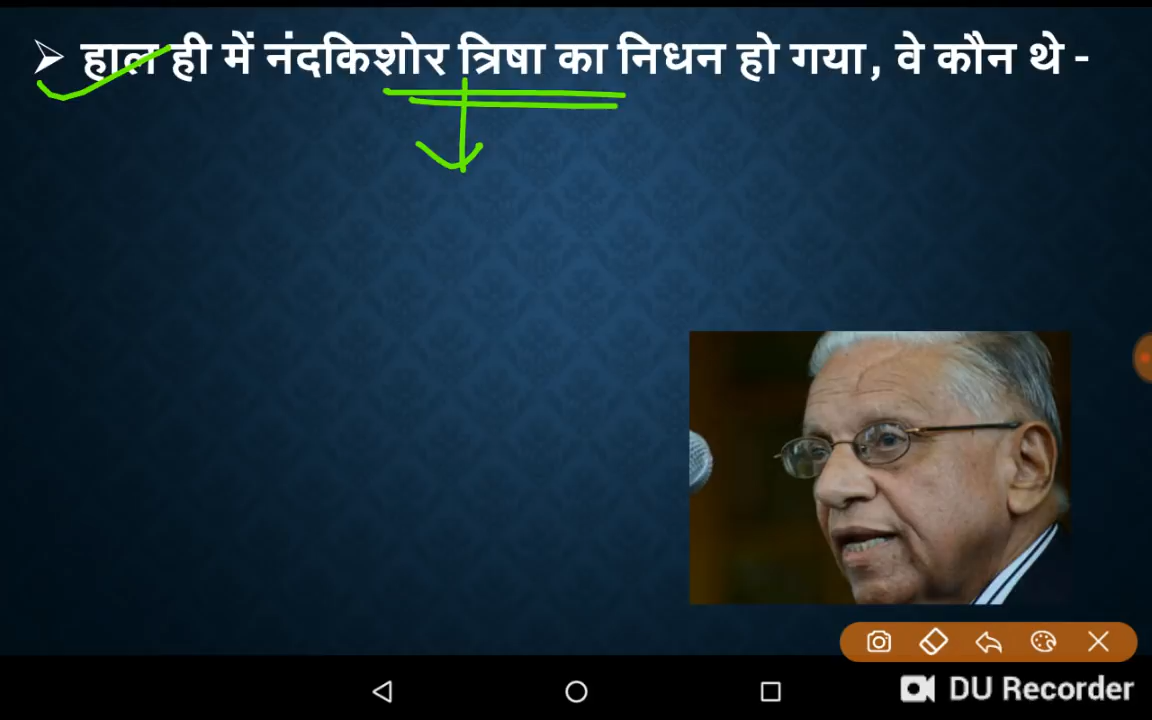 ➢ हाल ही में नंदकिशोर त्रिषा का निधन हो गया, वे कौन थे -
DU Recorder